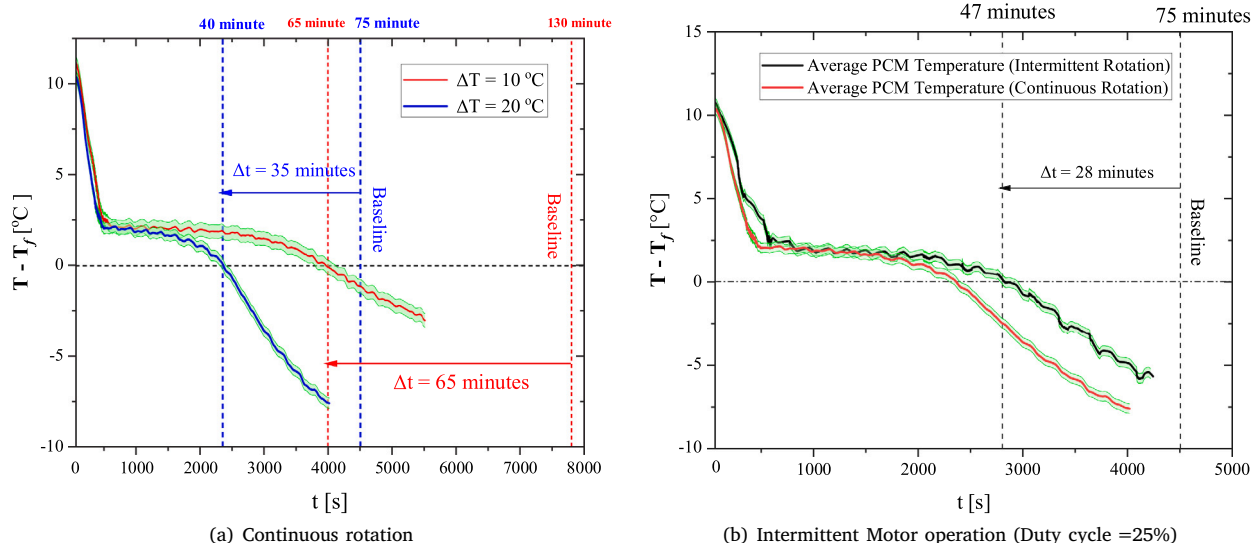 40 minute 65 minute 75 minute 130 minute
ΔT = 10 °C
ΔT = 20 °C
Δt = 35 minutes
Baseline
Baseline
Δt = 65 minutes
T - T_f [°C]
10
5
0
-5
-10
0 1000 2000 3000 4000 5000 6000 7000 8000
t [s]
(a) Continuous rotation
47 minutes 75 minutes
Average PCM Temperature (Intermittent Rotation)
Average PCM Temperature (Continuous Rotation)
Δt = 28 minutes
Baseline
T - T_f [°C]
15
10
5
0
-5
-10
0 1000 2000 3000 4000 5000
t [s]
(b) Intermittent Motor operation (Duty cycle =25%)